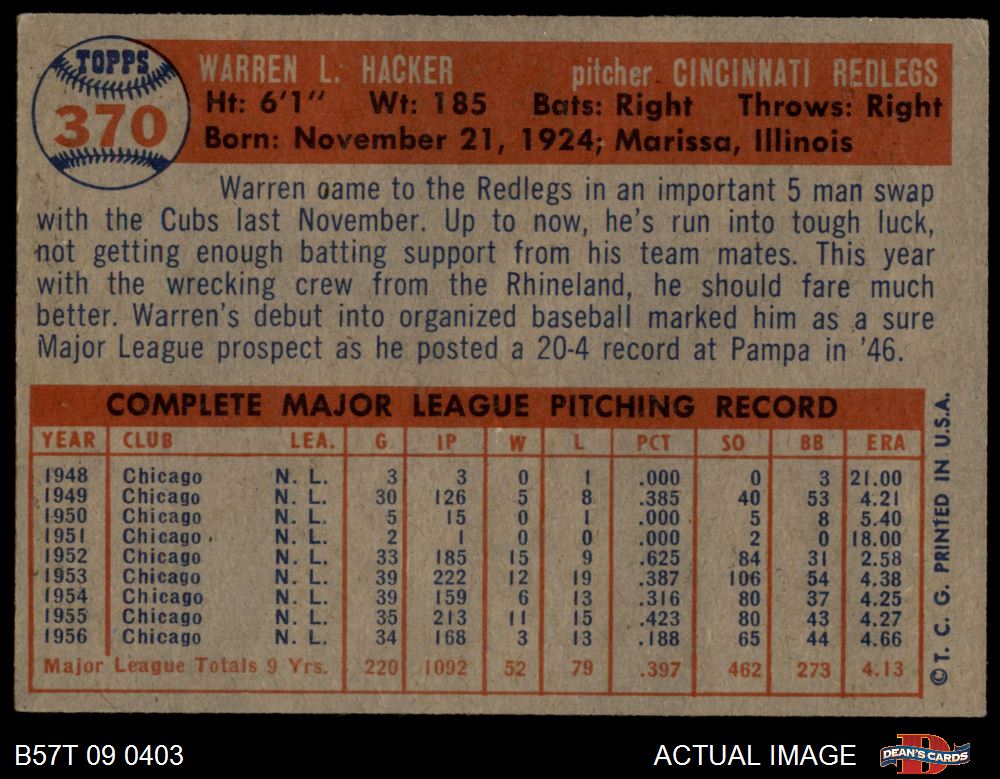 TOPPS
370
WARREN L. HACKER pitcher CINCINNATI REDLEGS
Ht: 6'1" Wt: 185 Bats: Right Throws: Right
Born: November 21, 1924; Marissa, Illinois
Warren came to the Redlegs in an important 5 man swap
with the Cubs last November. Up to now, he's run into tough luck,
not getting enough batting support from his team mates. This year
with the wrecking crew from the Rhineland, he should fare much
better. Warren's debut into organized baseball marked him as a sure
Major League prospect as he posted a 20-4 record at Pampa in '46.
COMPLETE MAJOR LEAGUE PITCHING RECORD
YEAR CLUB LEA. G IP W L PCT SO BB ERA
1948 Chicago N. L. 3 3 0 1 .000 0 3 21.00
1949 Chicago N. L. 30 126 5 8 .385 40 53 4.21
1950 Chicago N. L. 5 15 0 1 .000 5 8 5.40
1951 Chicago N. L. 2 1 0 0 .000 2 0 18.00
1952 Chicago N. L. 33 185 15 9 .625 84 31 2.58
1953 Chicago N. L. 39 222 12 19 .387 106 54 4.38
1954 Chicago N. L. 39 159 6 13 .316 80 37 4.25
1955 Chicago N. L. 35 213 11 15 .423 80 43 4.27
1956 Chicago N. L. 34 168 3 13 .188 65 44 4.66
Major League Totals 9 Yrs. 220 1092 52 79 .397 462 273 4.13
© T. C. G. PRINTED IN U.S.A.
B57T 09 0403 ACTUAL IMAGE DEAN'S CARDS